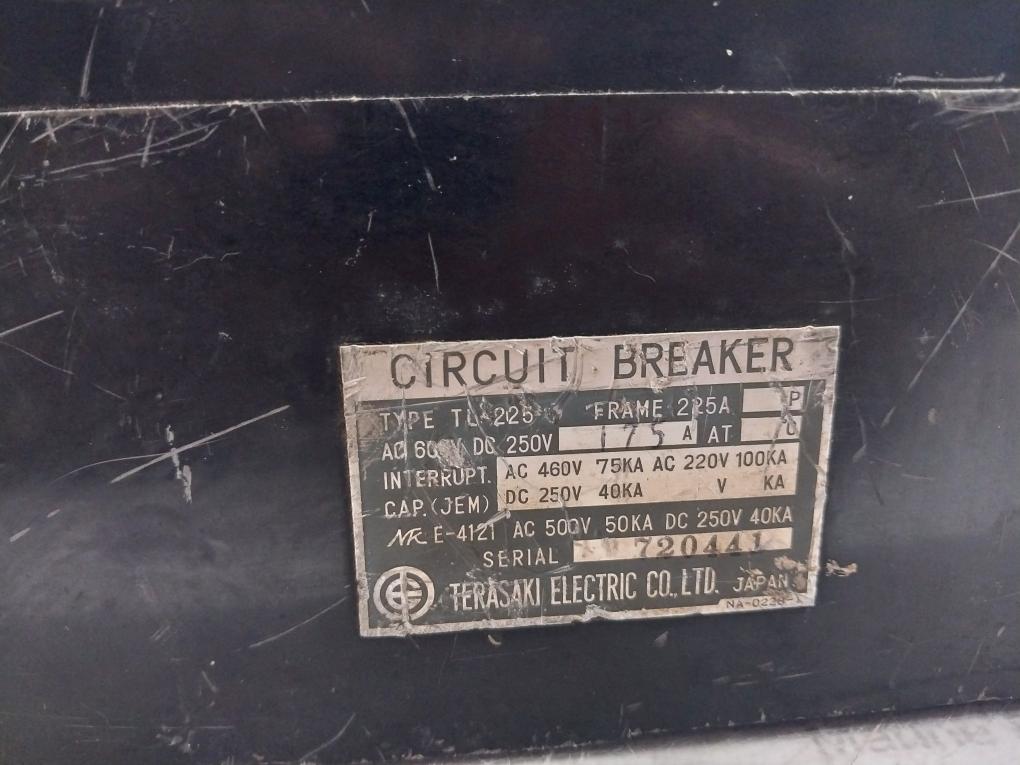 CIRCUIT BREAKER
TYPE TL-225 FRAME 225A P
AC 600V DC 250V 175 A AT
INTERRUPT. AC 460V 75KA AC 220V 100KA
CAP. (JEM) DC 250V 40KA V KA
NK E-4121 AC 500V 50KA DC 250V 40KA
SERIAL 720441
TERASAKI ELECTRIC CO., LTD. JAPAN